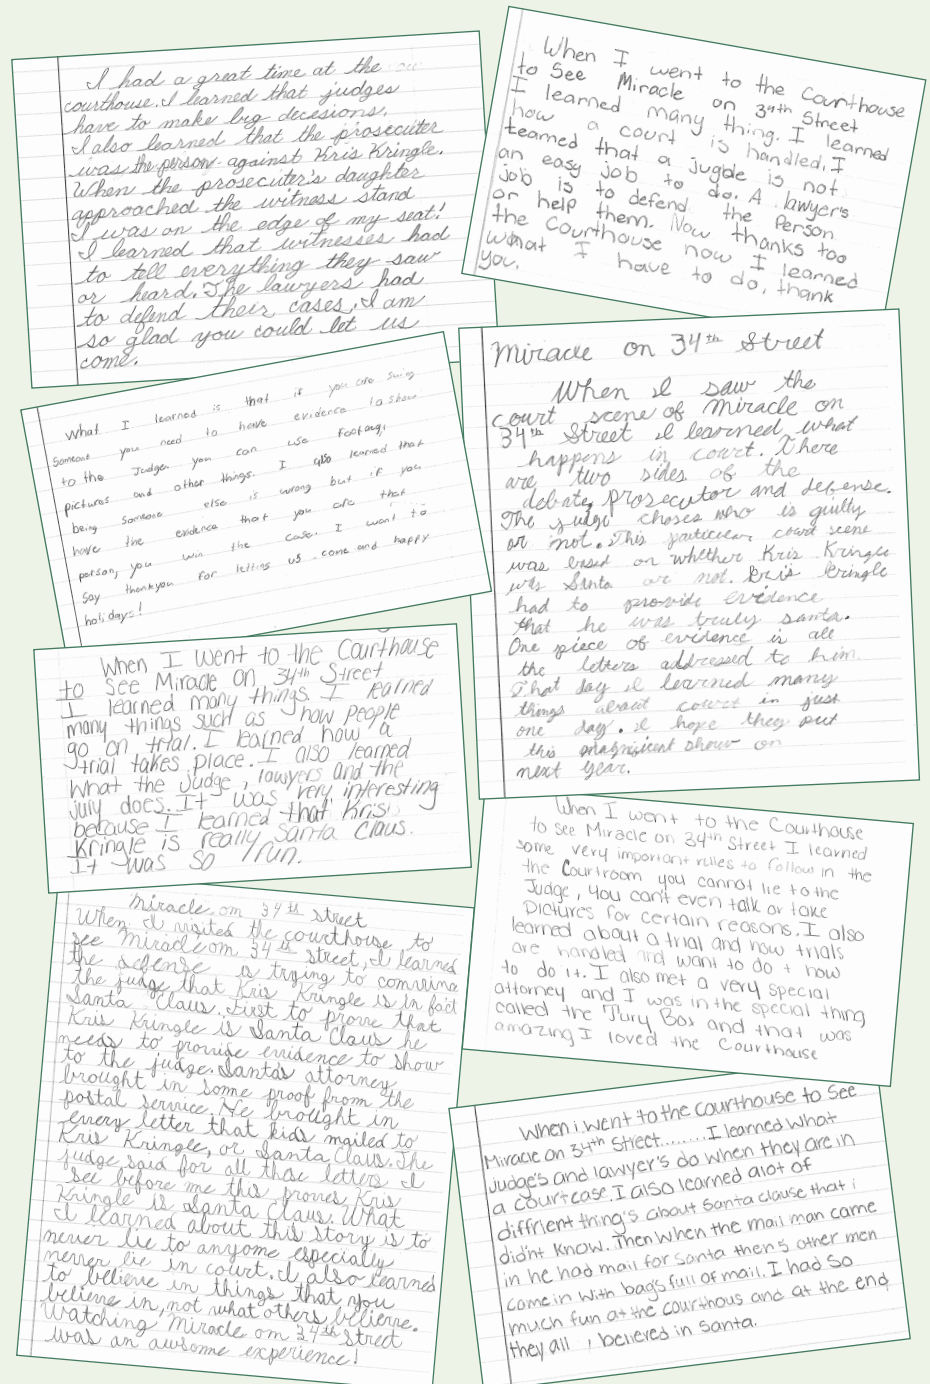 I had a great time at the
courthouse. I learned that judges
have to make big decesions.
I also learned that the prosecuter
was the person against Kris Kringle.
When the prosecuter's daughter
approached the witness stand
I was on the edge of my seat!
I learned that witnesses had
to tell everything they saw
or heard. The lawyers had
to defend their cases. I am
so glad you could let us
come.
When I went to the Courthouse
to See Miracle on 34th Street
I learned many thing. I learned
how a court is handled. I
learned that a jugde is not
an easy job to do. A lawyer's
job is to defend the Person
or help them. Now thanks too
the Courthouse now I learned
what I have to do, thank
you.
What I learned is that if you are suing
Someone you need to have evidence to show
to the Judge. you can use footag,
pictures and other things. I also learned that
being someone else is wrong but if you
have the evidence that you are that
person, you win the case. I want to
say thankyou for letting us come and happy
holidays!
Miracle on 34th Street
When I saw the
court scene of Miracle on
34th Street I learned what
happens in court. There
are two sides of the
debate, prosecutor and defense.
The judge choses who is guilty
or not. This particular court scene
was based on whether Kris Kringle
was Santa or not. Kris Kringle
had to provide evidence
that he was truly santa.
One piece of evidence is all
the letters addressed to him.
That day I learned many
things about court in just
one day. I hope they put
this magnificent show on
next year.
When I went to the Courthouse
to see Miracle on 34th Street
I learned many things. I learned
many things such as how people
go on trial. I learned how a
trial takes place. I also learned
what the judge, lawyers and the
jury does. It was very interesting
because I learned that Kris
Kringle is really Santa Claus.
It was so fun.
When I went to the Courthouse
to see Miracle on 34th Street I learned
some very important rules to follow in the
the Courtroom you cannot lie to the
Judge, you can't even talk or take
Pictures for certain reasons. I also
learned about a trial and how trials
are handled and want to do + how
to do it. I also met a very special
attorney and I was in the special thing
called the Jury Box and that was
amazing I loved the Courthouse
Miracle on 34th street
When I visited the courthouse to
see Miracle on 34th street, I learned
the defense is trying to convince
the judge that Kris Kringle is in fact
Santa Claus. Just to prove that
Kris Kringle is Santa Claus he
needs to provide evidence to show
to the judge. Santa's attorney
brought in some proof from the
postal service. He brought in
every letter that kids mailed to
Kris Kringle, or Santa Claus. The
judge said for all those letters I
see before me this proves Kris
Kringle is Santa Claus. What
I learned about this story is to
never lie to anyone especially
never lie in court. I also learned
to believe in things that you
believe in, not what others believe.
Watching Miracle on 34th Street
was an awsome experience!
When i went to the courthouse to See
Miracle on 34th Street........I learned what
Judge's and lawyer's do when they are in
a courtcase. I also learned alot of
diffrient thing's about Santa clause that i
did'nt Know. Then when the mail man came
in he had mail for Santa then 5 other men
came in with bag's full of mail. I had So
much fun at the courthous and at the end
they all believed in Santa.